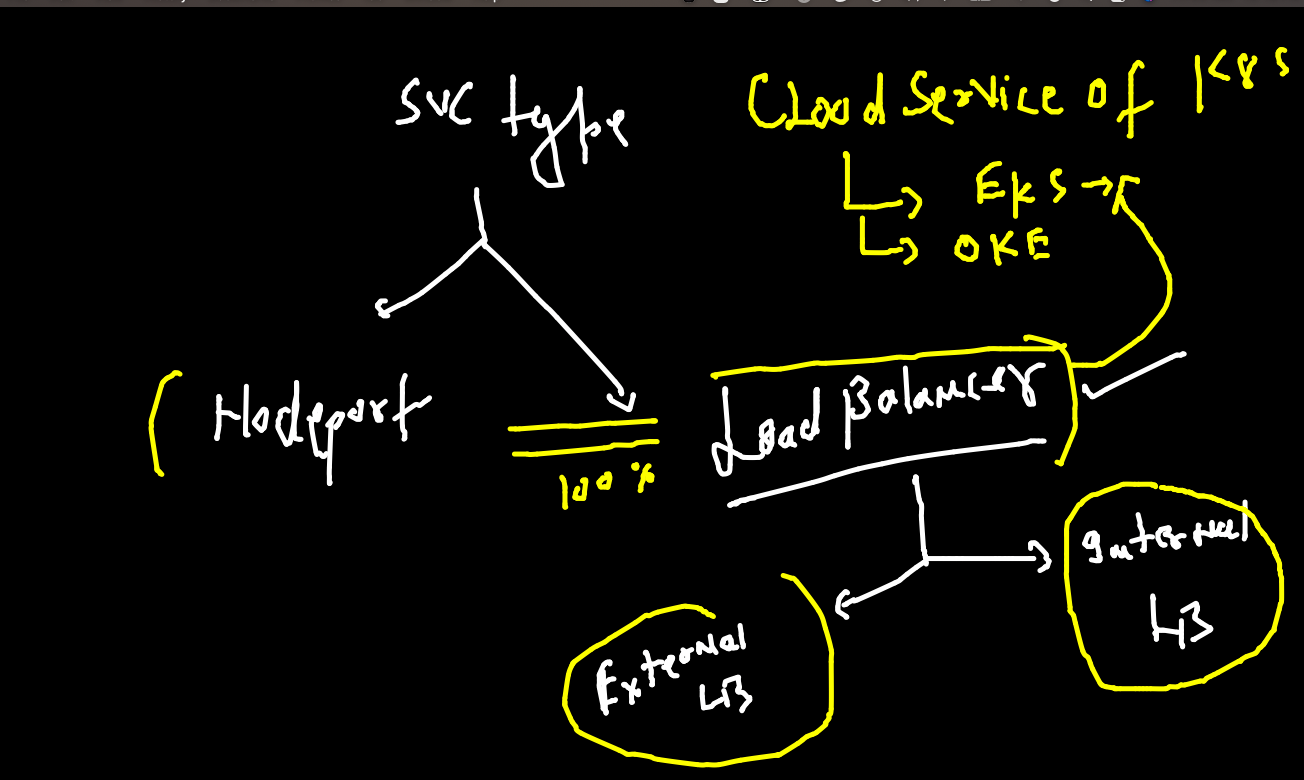 SVC type
Cloud Service of K8S
EKS
OKE
Nodeport
Load Balancer
100%
Internal
LB
External
LB